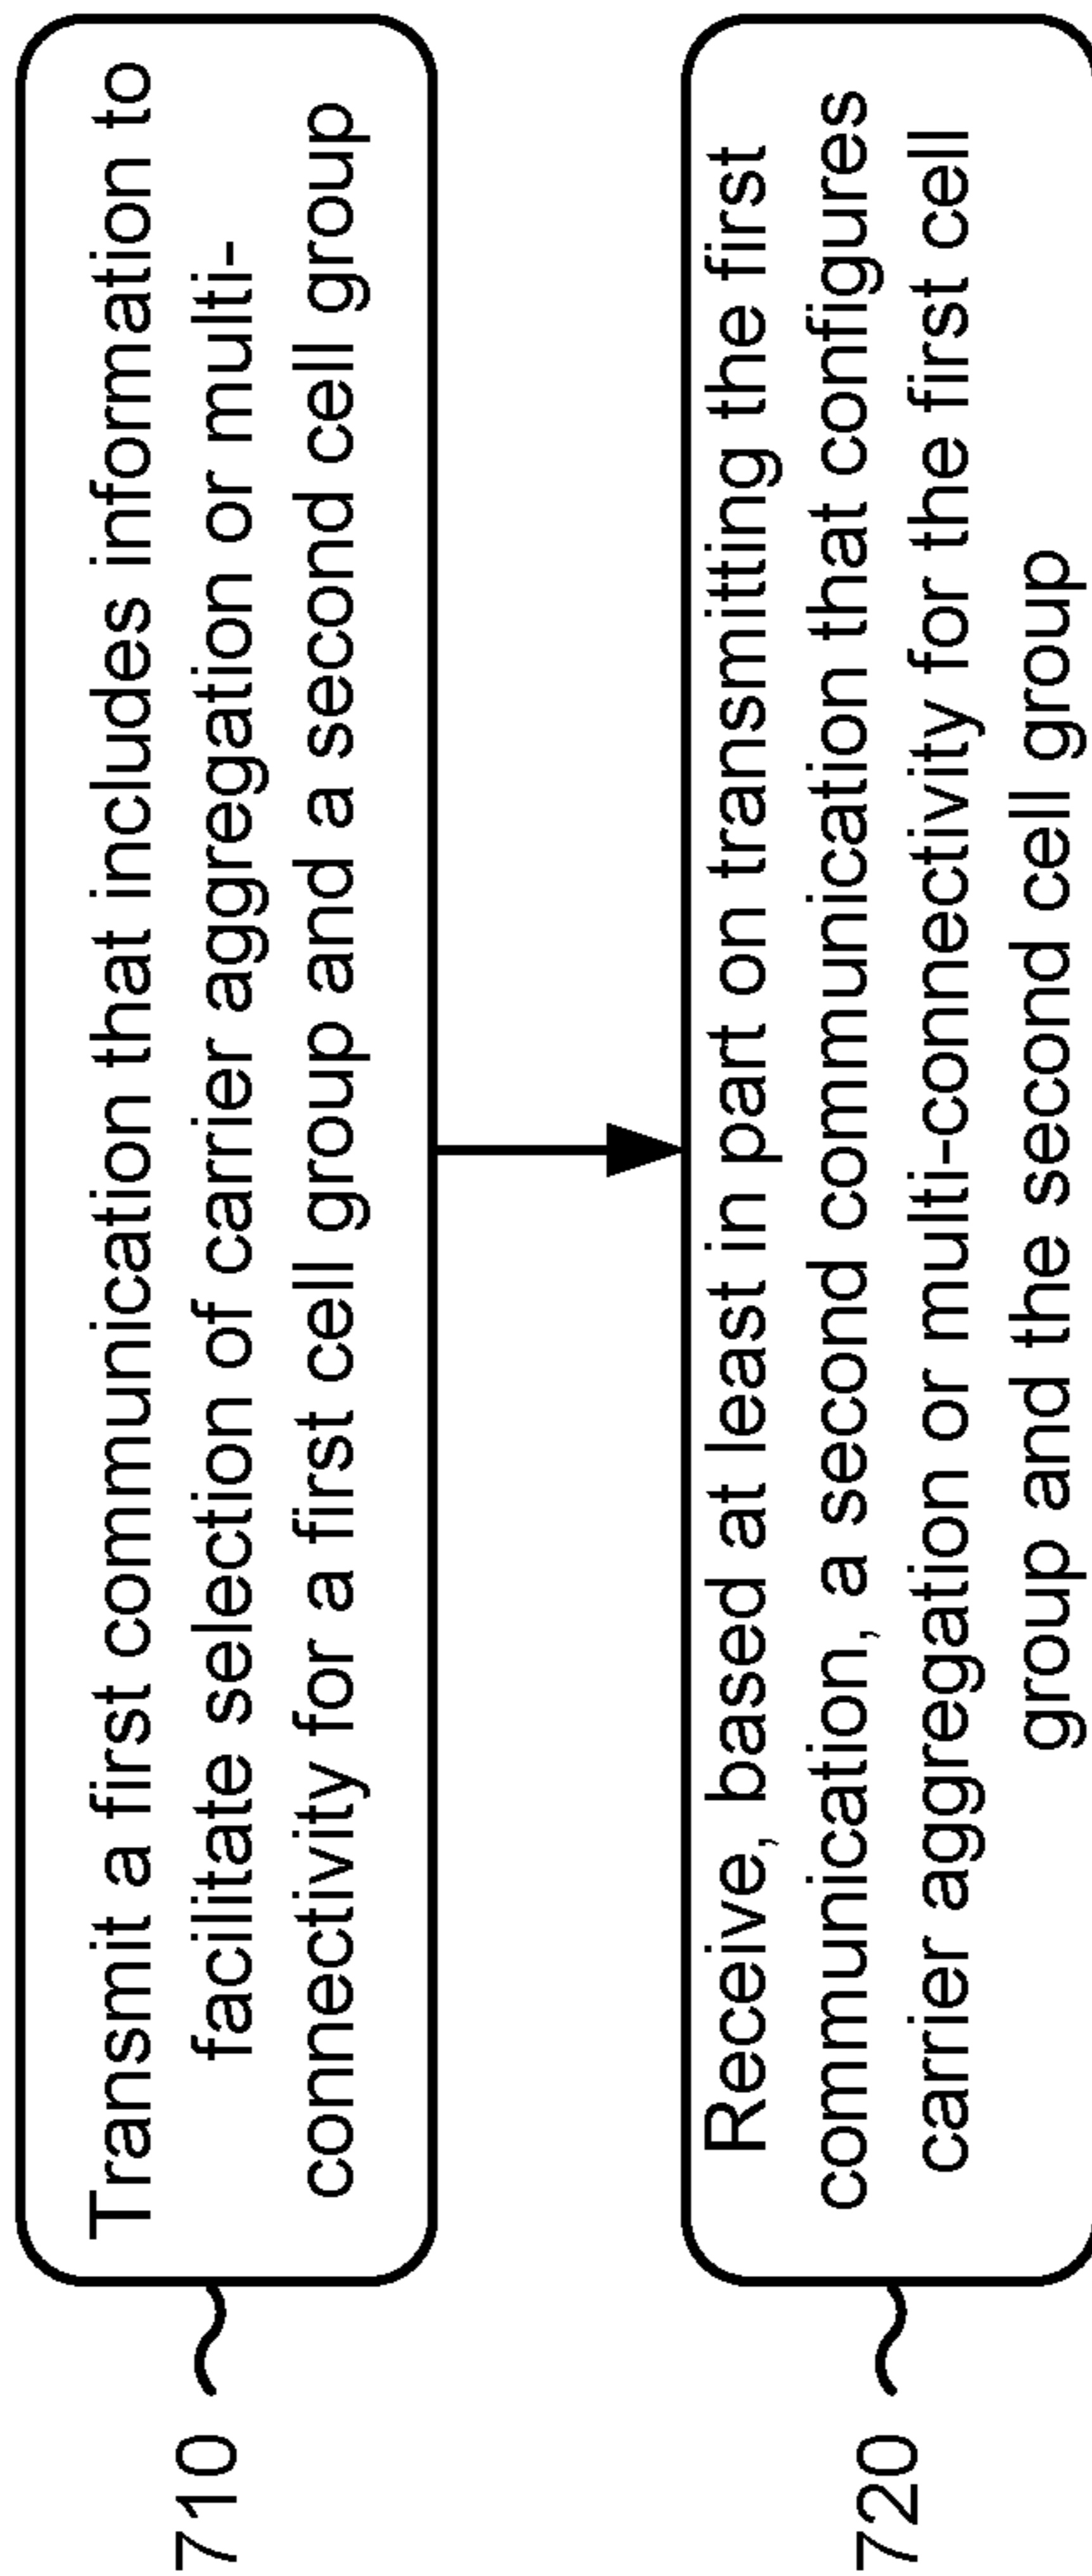 710
Transmit a first communication that includes information to
facilitate selection of carrier aggregation or multi-
connectivity for a first cell group and a second cell group
720
Receive, based at least in part on transmitting the first
communication, a second communication that configures
carrier aggregation or multi-connectivity for the first cell
group and the second cell group